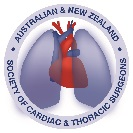 AUSTRALIAN & NEW ZEALAND
SOCIETY OF CARDIAC & THORACIC SURGEONS